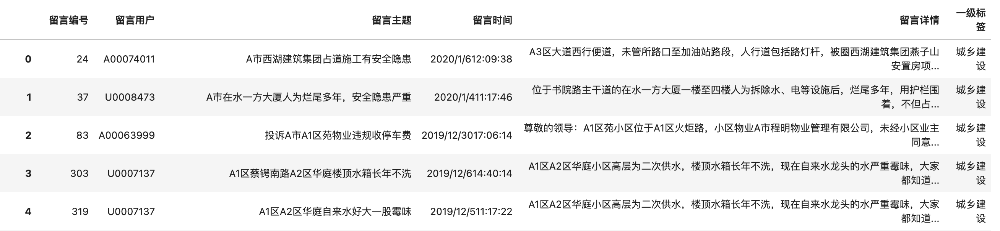 留言编号 留言用户 留言主题 留言时间 留言详情 一级标
签
0 24 A00074011 A市西湖建筑集团占道施工有安全隐患 2020/1/612:09:38 A3区大道西行便道，未管所路口至加油站路段，人行道包括路灯杆，被圈西湖建筑集团燕子山 城乡建
安置房项... 设
1 37 U0008473 A市在水一方大厦人为烂尾多年，安全隐患严重 2020/1/411:17:46 位于书院路主干道的在水一方大厦一楼至四楼人为拆除水、电等设施后，烂尾多年，用护栏围 城乡建
着，不但占... 设
2 83 A00063999 投诉A市A1区苑物业违规收停车费 2019/12/3017:06:14 尊敬的领导：A1区苑小区位于A1区火炬路，小区物业A市程明物业管理有限公司，未经小区业主 城乡建
同意... 设
3 303 U0007137 A1区蔡锷南路A2区华庭楼顶水箱长年不洗 2019/12/614:40:14 A1区A2区华庭小区高层为二次供水，楼顶水箱长年不洗，现在自来水龙头的水严重霉味，大家 城乡建
都知道... 设
4 319 U0007137 A1区A2区华庭自来水好大一股霉味 2019/12/511:17:22 A1区A2区华庭小区高层为二次供水，楼顶水箱长年不洗，现在自来水龙头的水严重霉味，大家 城乡建
都知道... 设